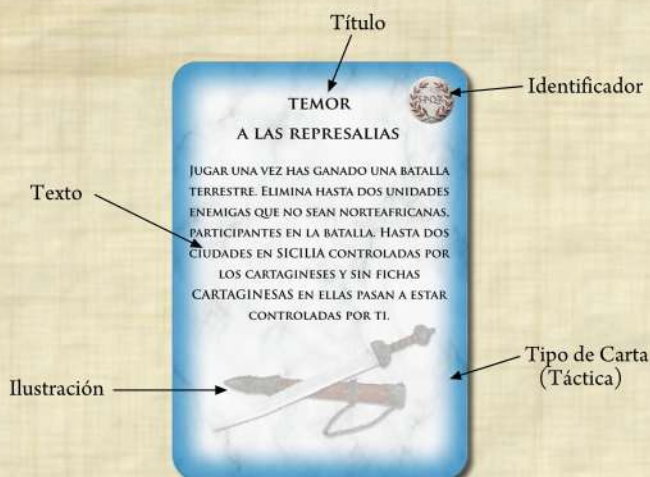 Título
Identificador
TEMOR
A LAS REPRESALIAS
Texto
JUGAR UNA VEZ HAS GANADO UNA BATALLA
TERRESTRE. ELIMINA HASTA DOS UNIDADES
ENEMIGAS QUE NO SEAN NORTEAFRICANAS,
PARTICIPANTES EN LA BATALLA. HASTA DOS
CIUDADES EN SICILIA CONTROLADAS POR
LOS CARTAGINESES Y SIN FICHAS
CARTAGINESAS EN ELLAS PASAN A ESTAR
CONTROLADAS POR TI.
Tipo de Carta
(Táctica)
Ilustración